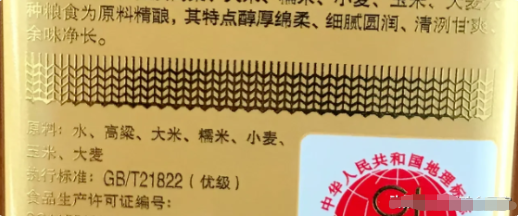 种粮食为原料精酿，其特点醇厚绵柔、细腻圆润、清洌甘爽、
余味净长。
原料：水、高粱、大米、糯米、小麦、
玉米、大麦
执行标准：GB/T21822（优级）
食品生产许可证编号：
中华人民共和国地理标